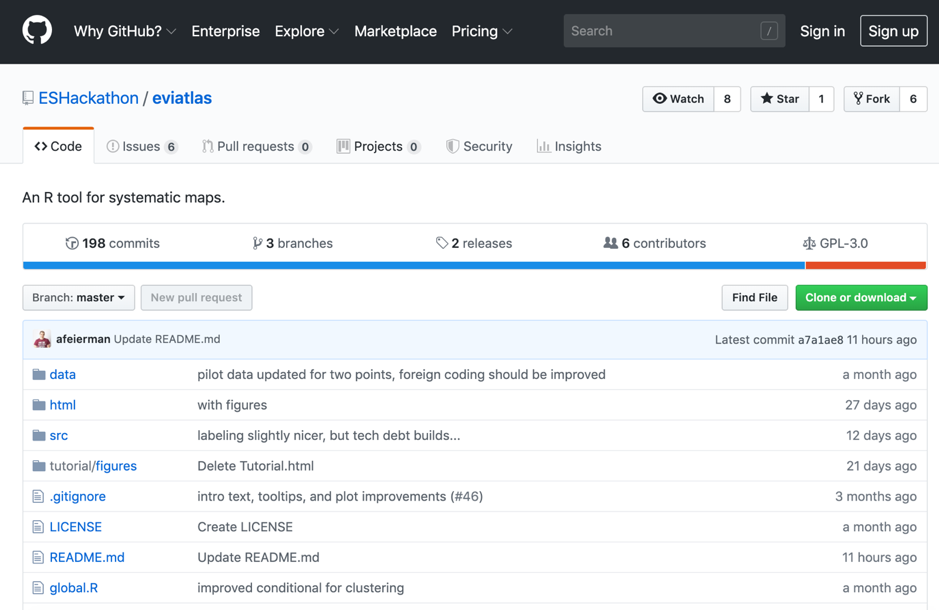 Why GitHub? Enterprise Explore Marketplace Pricing Search / Sign in Sign up
ESHackathon / eviatlas Watch 8 Star 1 Fork 6
Code Issues 6 Pull requests 0 Projects 0 Security Insights
An R tool for systematic maps.
198 commits 3 branches 2 releases 6 contributors GPL-3.0
Branch: master New pull request Find File Clone or download
afeierman Update README.md Latest commit a7a1ae8 11 hours ago
data pilot data updated for two points, foreign coding should be improved a month ago
html with figures 27 days ago
src labeling slightly nicer, but tech debt builds... 12 days ago
tutorial/figures Delete Tutorial.html 21 days ago
.gitignore intro text, tooltips, and plot improvements (#46) 3 months ago
LICENSE Create LICENSE a month ago
README.md Update README.md 11 hours ago
global.R improved conditional for clustering a month ago